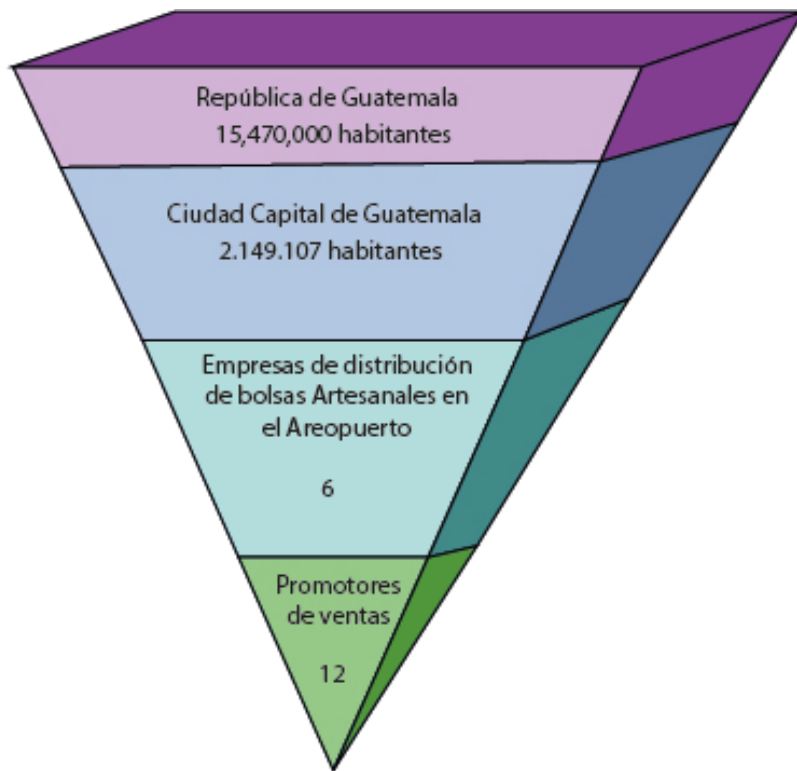 República de Guatemala
15,470,000 habitantes
Ciudad Capital de Guatemala
2.149.107 habitantes
Empresas de distribución
de bolsas Artesanales en
el Areopuerto
6
Promotores
de ventas
12